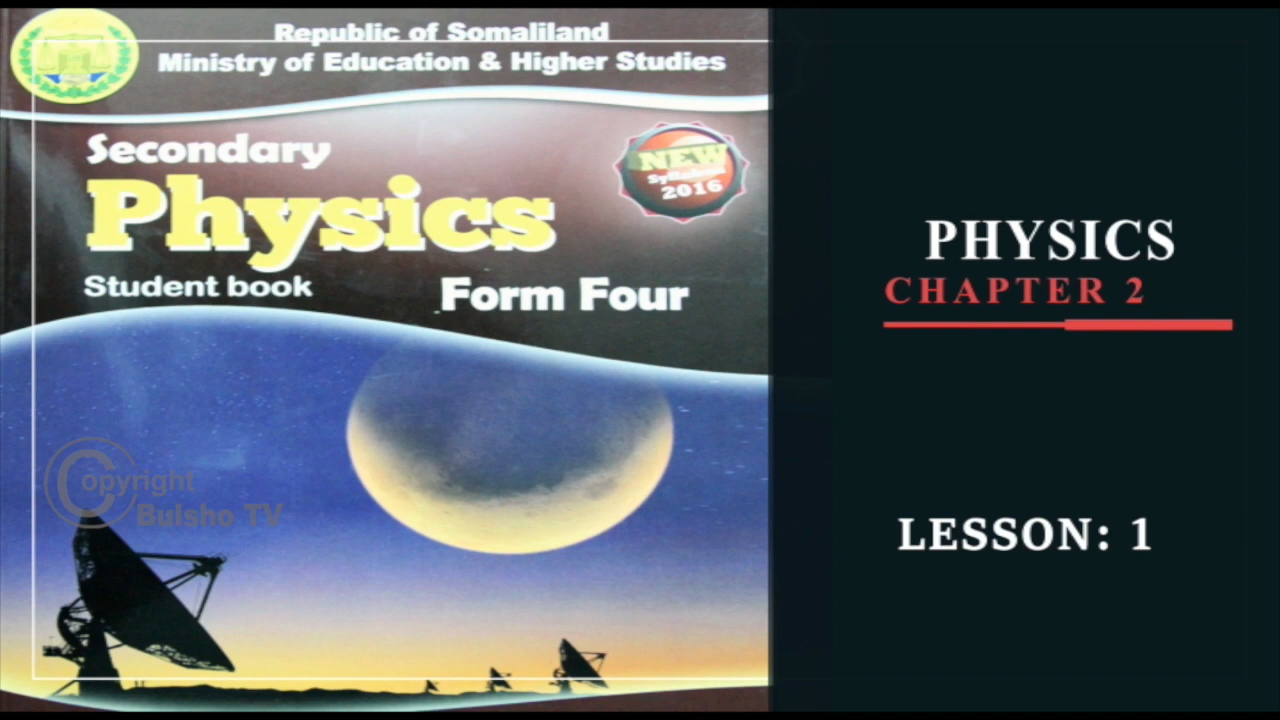 Republic of Somaliland
Ministry of Education & Higher Studies
Secondary
Physics
Student book
Form Four
NEW
Syllabus
2016
Copyright
Bulsho TV
PHYSICS
CHAPTER 2
LESSON: 1